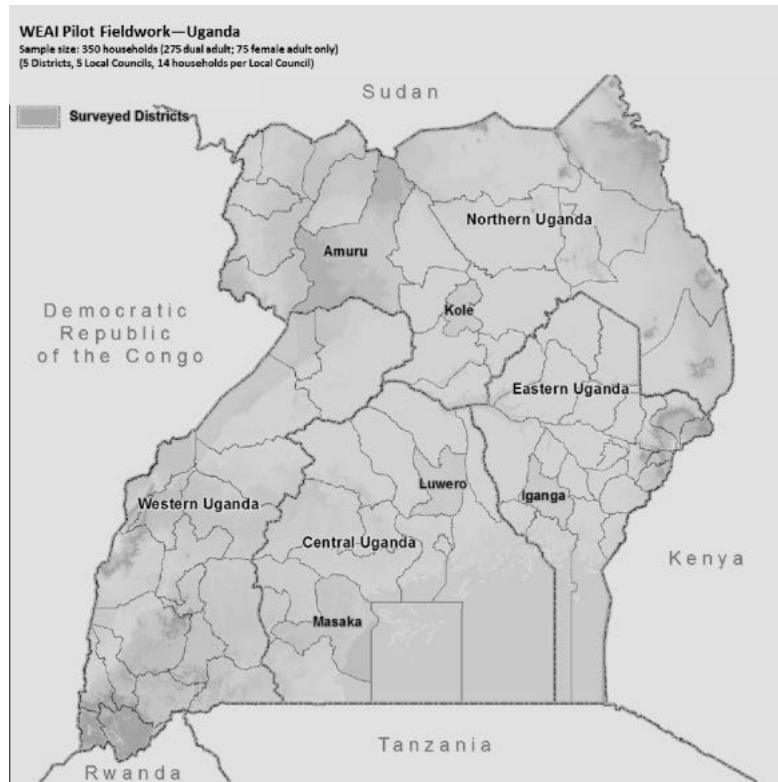 WEAI Pilot Fieldwork—Uganda
Sample size: 350 households (275 dual adult; 75 female adult only)
(5 Districts, 5 Local Councils, 14 households per Local Council)
Sudan
Surveyed Districts
Northern Uganda
Amuru
Democratic
Republic
of the Congo
Kole
Eastern Uganda
Luwero
Iganga
Western Uganda
Central Uganda
Kenya
Masaka
Tanzania
Rwanda